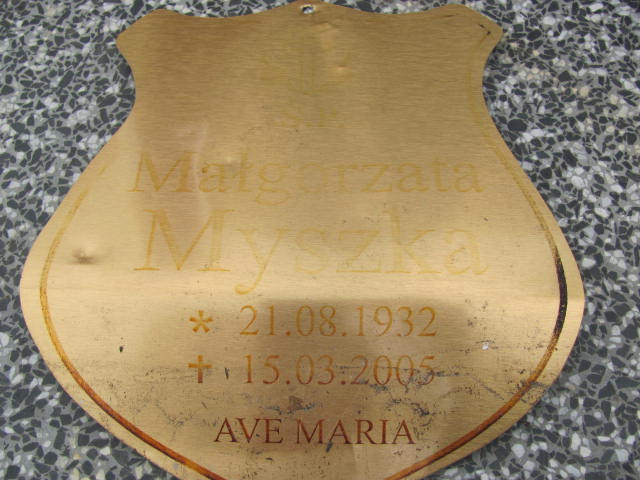 Małgorzata
Myszka
* 21.08.1932
✝ 15.03.2005
AVE MARIA